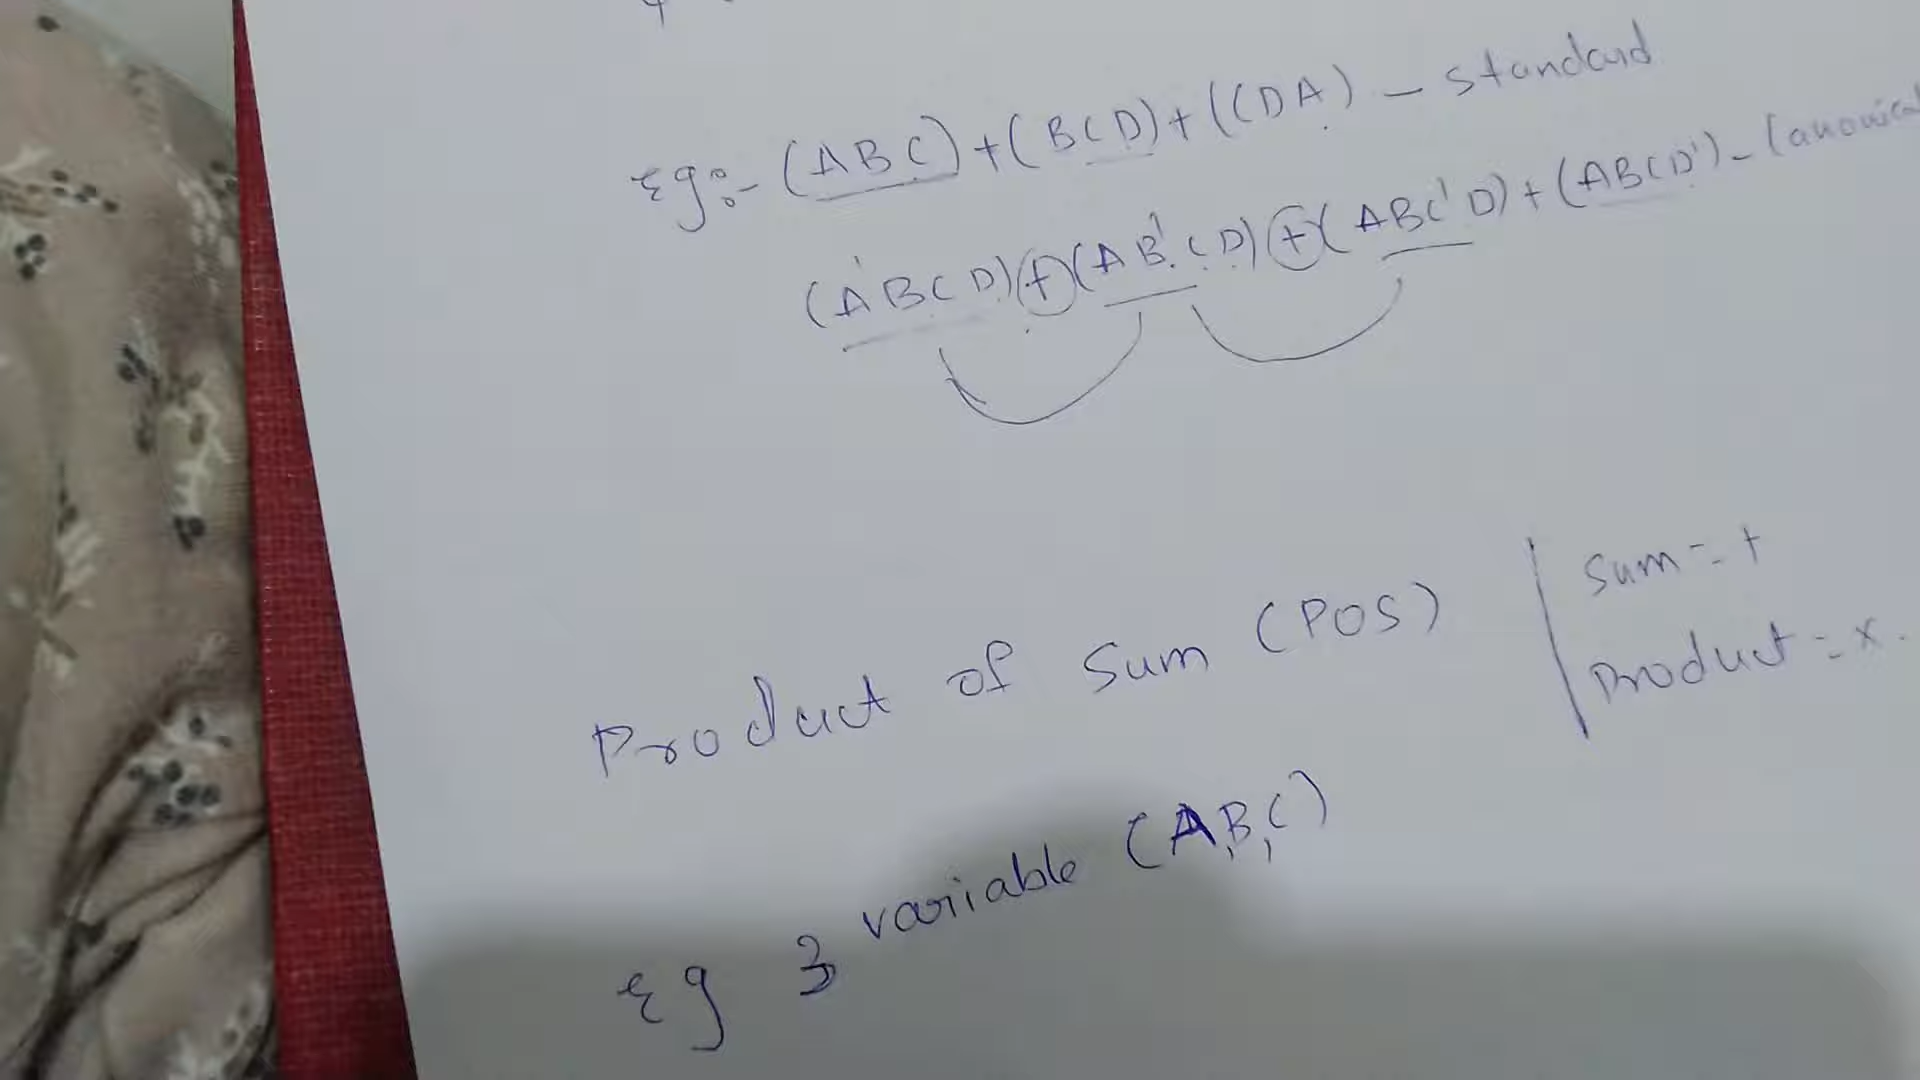 Eg:- (ABC)+(BCD)+(CDA) - Standard
(A'BCD)+(AB'CD)+(ABC'D)+(ABCD') - Canonical
Product of Sum (POS)
Sum = +
Product = x.
Eg 3 variable (A,B,C)